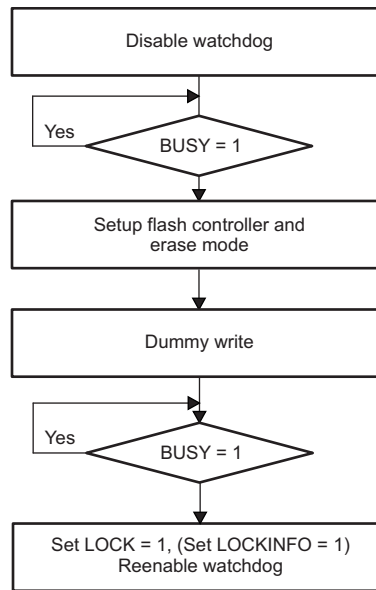 Disable watchdog
Yes
BUSY = 1
Setup flash controller and
erase mode
Dummy write
Yes
BUSY = 1
Set LOCK = 1, (Set LOCKINFO = 1)
Reenable watchdog